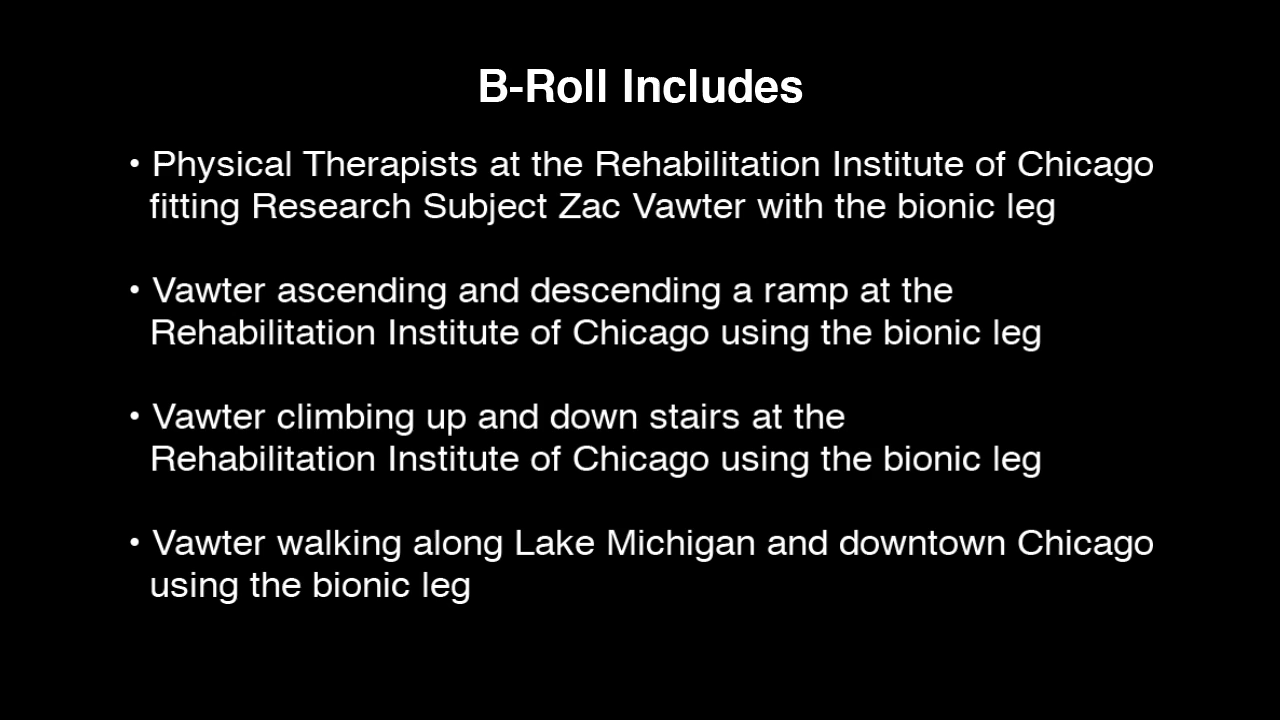 B-Roll Includes
• Physical Therapists at the Rehabilitation Institute of Chicago
fitting Research Subject Zac Vawter with the bionic leg
• Vawter ascending and descending a ramp at the
Rehabilitation Institute of Chicago using the bionic leg
• Vawter climbing up and down stairs at the
Rehabilitation Institute of Chicago using the bionic leg
• Vawter walking along Lake Michigan and downtown Chicago
using the bionic leg